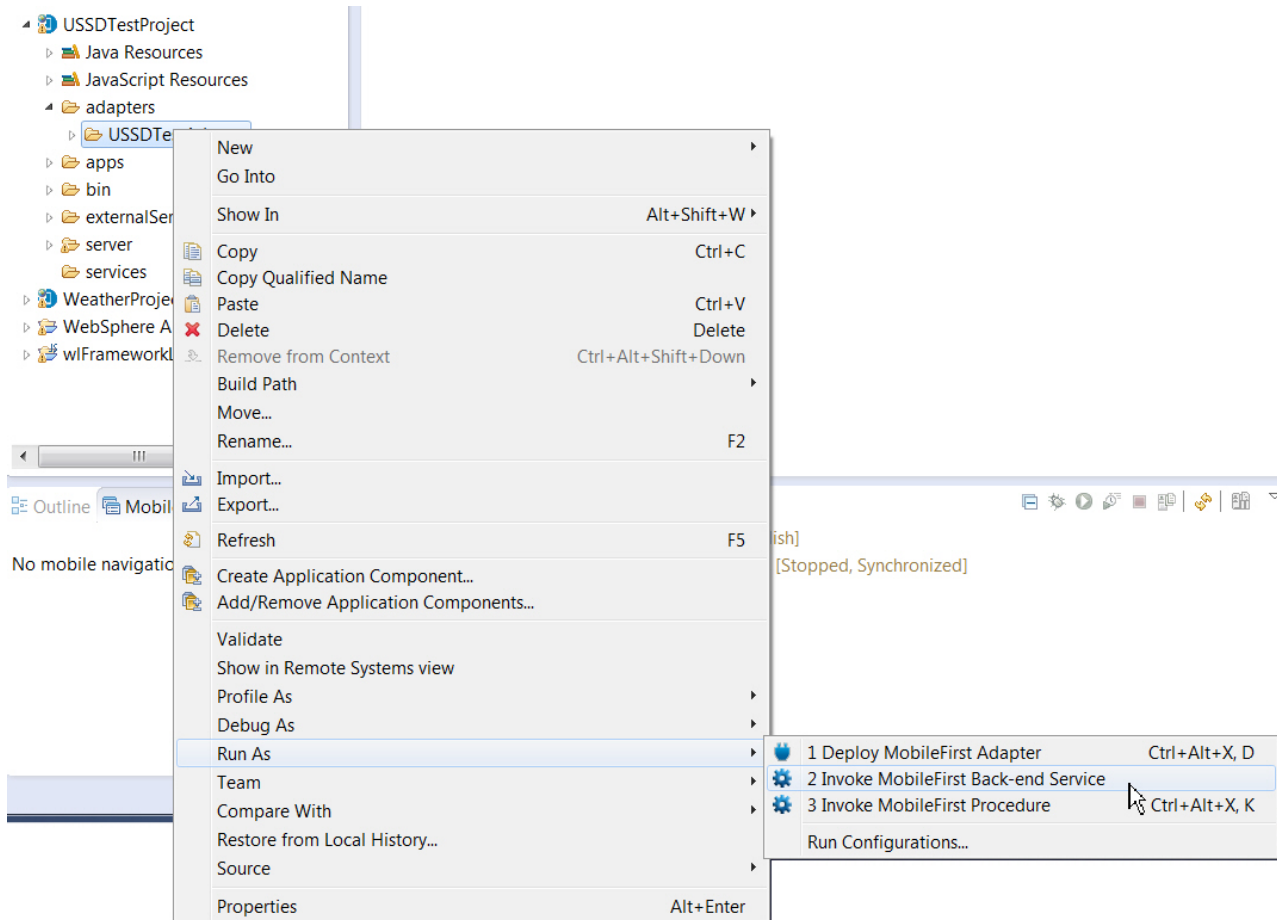 USSDTestProject
Java Resources
JavaScript Resources
adapters
apps
bin
server
services
WebSphere
No mobile
Outline
New
Go Into
Show In Alt+Shift+W
Copy Ctrl+C
Copy Qualified Name
Paste Ctrl+V
Delete Delete
Remove from Context Ctrl+Alt+Shift+Down
Build Path
Move...
Rename... F2
Import...
Export...
Refresh F5
Create Application Component...
Add/Remove Application Components...
Validate
Show in Remote Systems view
Profile As
Debug As
Run As
Team
Compare With
Restore from Local History...
Source
Properties Alt+Enter
[Stopped, Synchronized]
1 Deploy MobileFirst Adapter Ctrl+Alt+X, D
2 Invoke MobileFirst Back-end Service
3 Invoke MobileFirst Procedure Ctrl+Alt+X, K
Run Configurations...